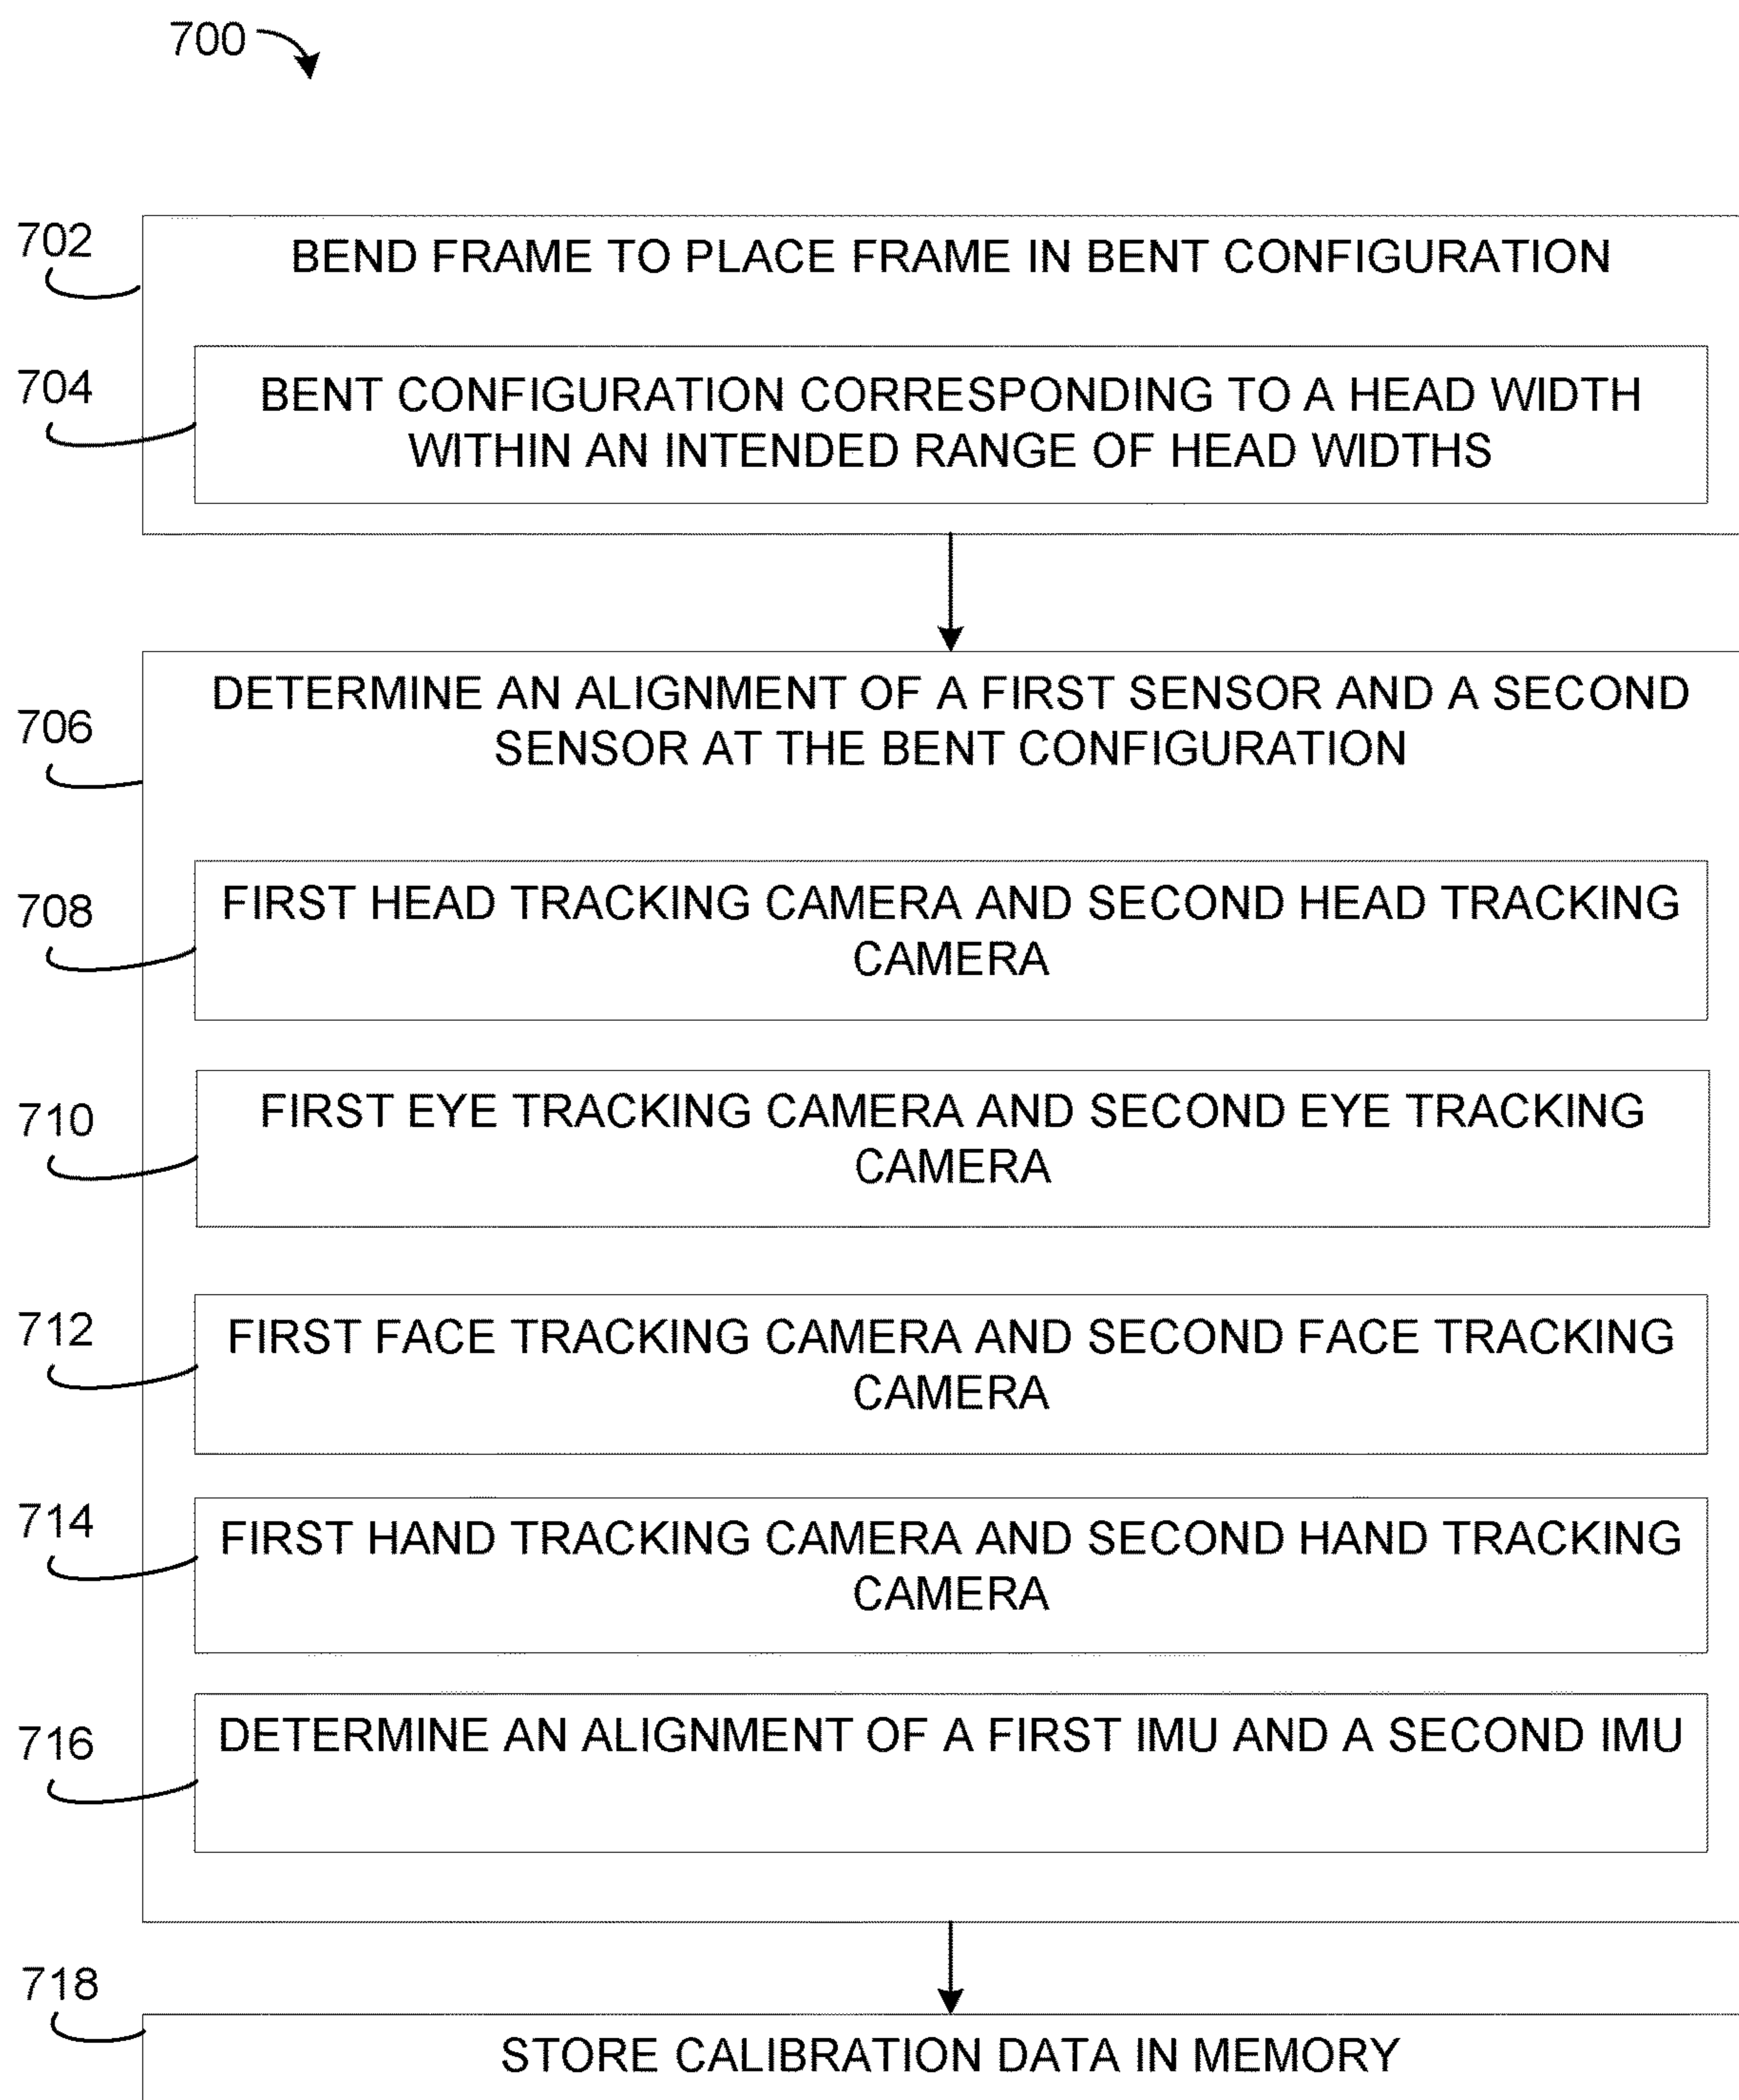 700
702
BEND FRAME TO PLACE FRAME IN BENT CONFIGURATION
704
BENT CONFIGURATION CORRESPONDING TO A HEAD WIDTH
WITHIN AN INTENDED RANGE OF HEAD WIDTHS
706
DETERMINE AN ALIGNMENT OF A FIRST SENSOR AND A SECOND
SENSOR AT THE BENT CONFIGURATION
708
FIRST HEAD TRACKING CAMERA AND SECOND HEAD TRACKING
CAMERA
710
FIRST EYE TRACKING CAMERA AND SECOND EYE TRACKING
CAMERA
712
FIRST FACE TRACKING CAMERA AND SECOND FACE TRACKING
CAMERA
714
FIRST HAND TRACKING CAMERA AND SECOND HAND TRACKING
CAMERA
716
DETERMINE AN ALIGNMENT OF A FIRST IMU AND A SECOND IMU
718
STORE CALIBRATION DATA IN MEMORY